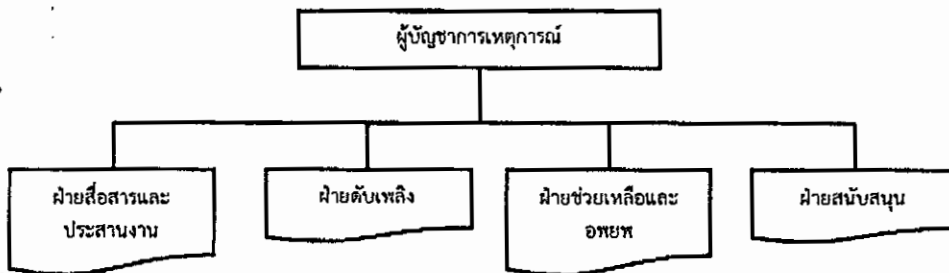 ผู้บัญชาการเหตุการณ์
ฝ่ายสื่อสารและ
ประสานงาน
ฝ่ายดับเพลิง
ฝ่ายช่วยเหลือและ
อพยพ
ฝ่ายสนับสนุน